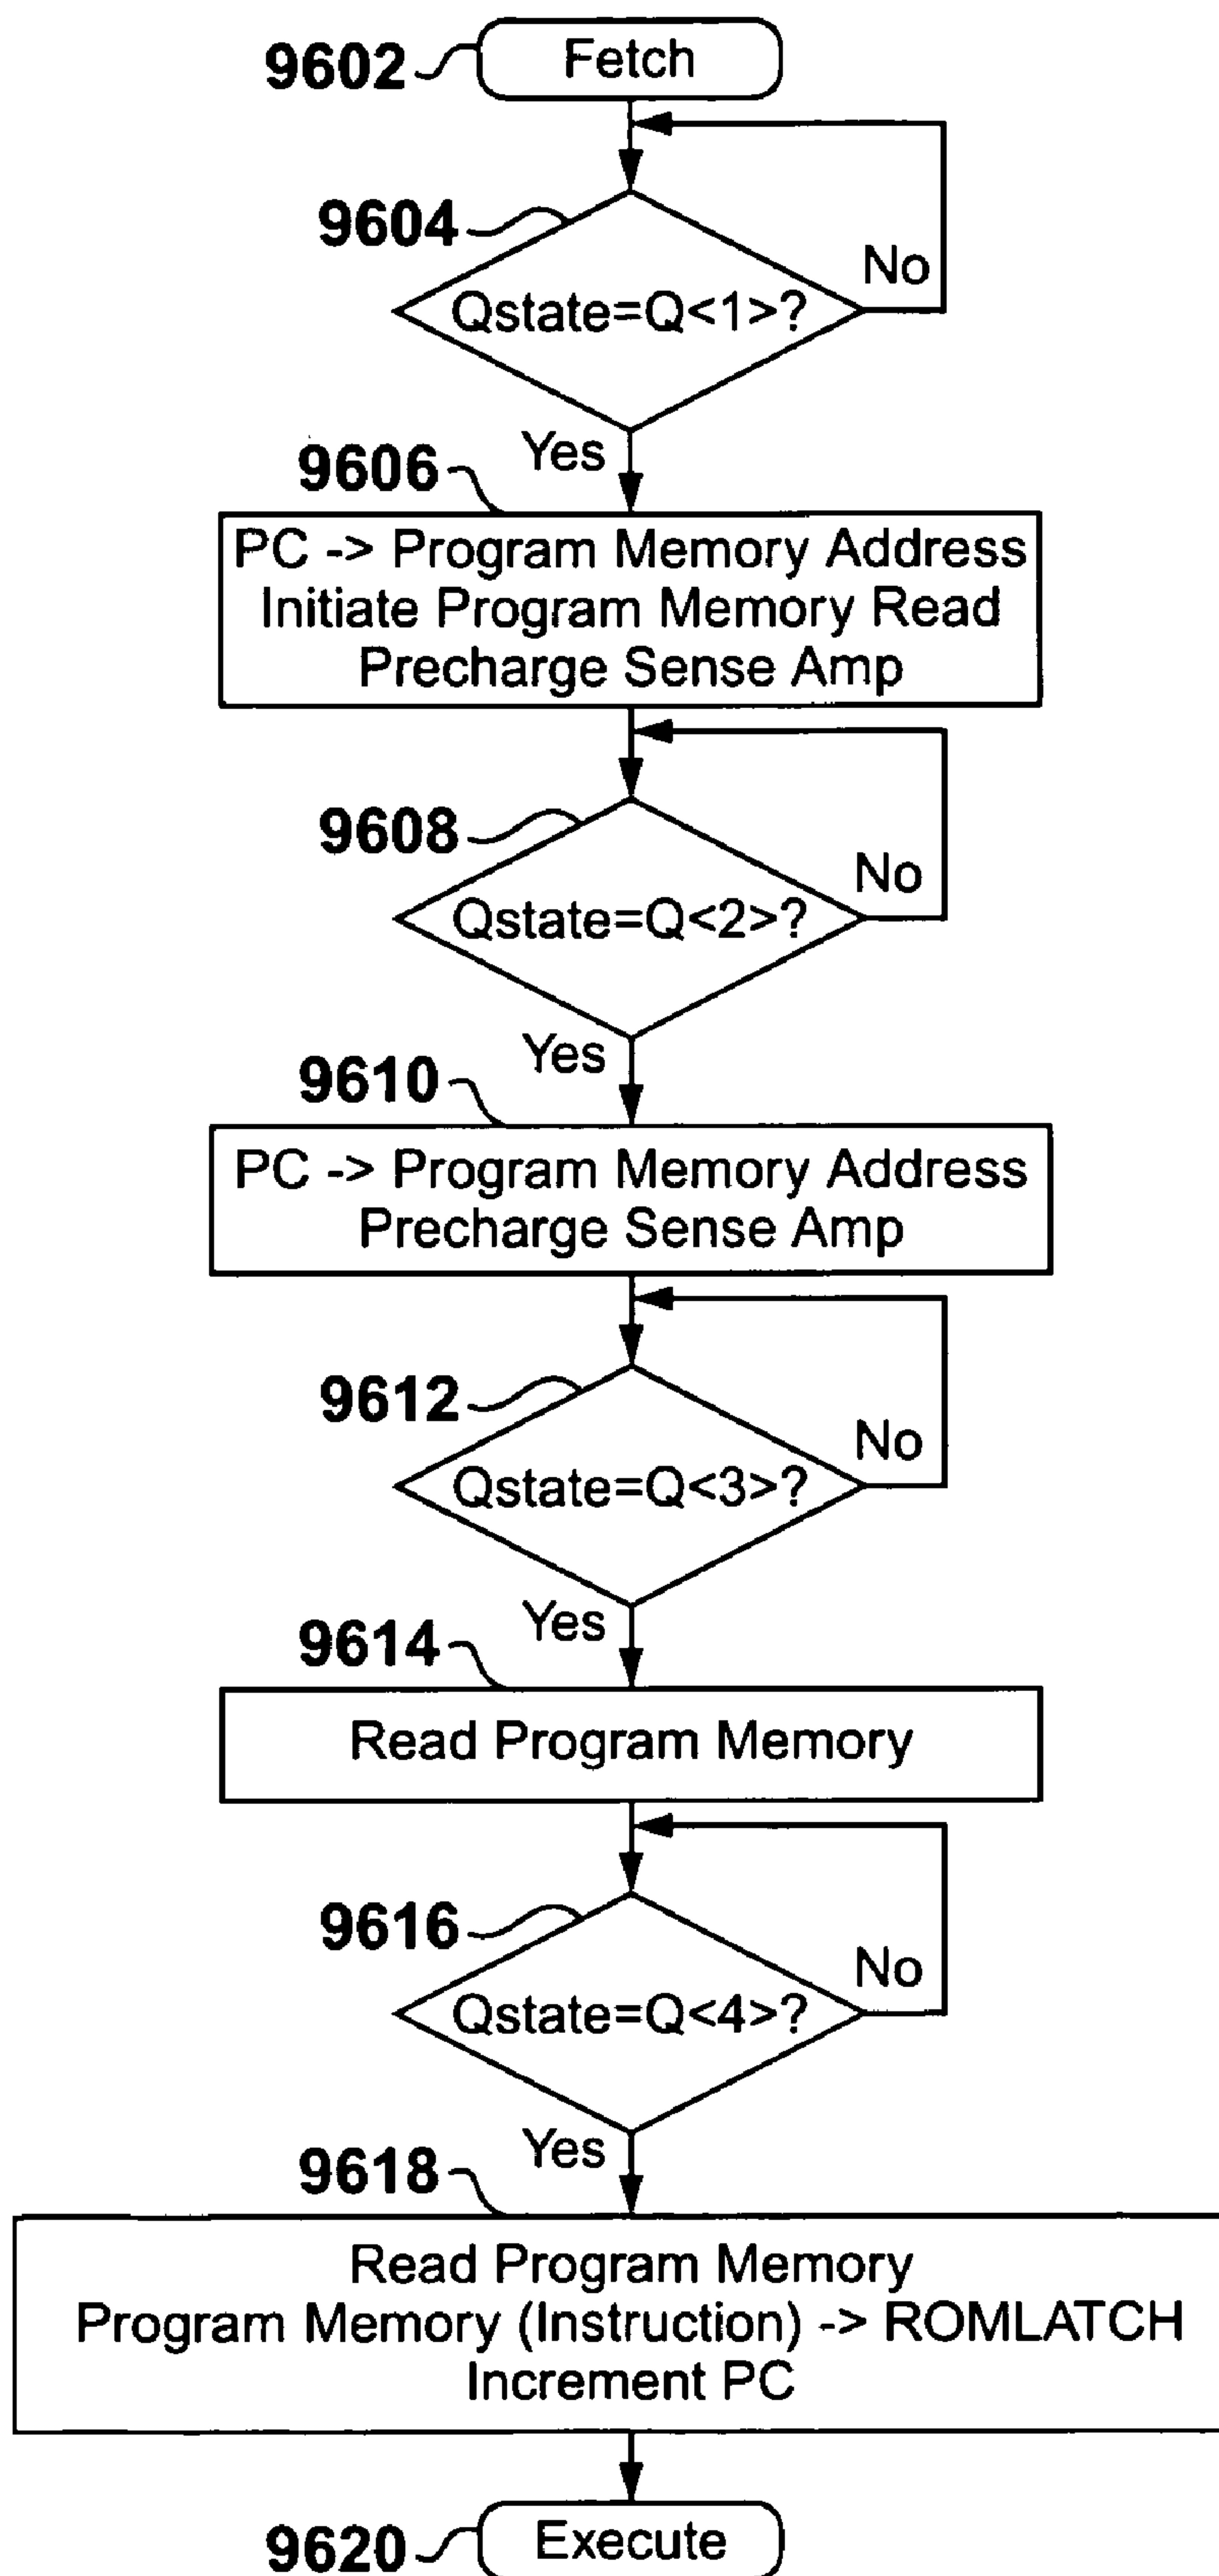 9602
Fetch
9604
Qstate=Q<1>?
No
Yes
9606
PC -> Program Memory Address
Initiate Program Memory Read
Precharge Sense Amp
9608
Qstate=Q<2>?
No
Yes
9610
PC -> Program Memory Address
Precharge Sense Amp
9612
Qstate=Q<3>?
No
Yes
9614
Read Program Memory
9616
Qstate=Q<4>?
No
Yes
9618
Read Program Memory
Program Memory (Instruction) -> ROMLATCH
Increment PC
9620
Execute